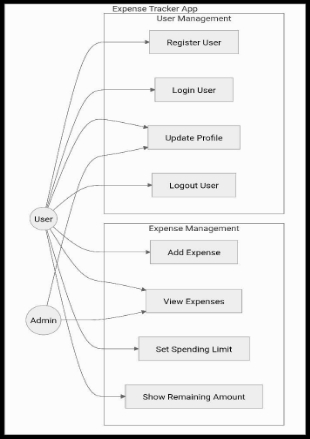 Expense Tracker App
User Management
Register User
Login User
Update Profile
Logout User
User
Expense Management
Add Expense
View Expenses
Admin
Set Spending Limit
Show Remaining Amount